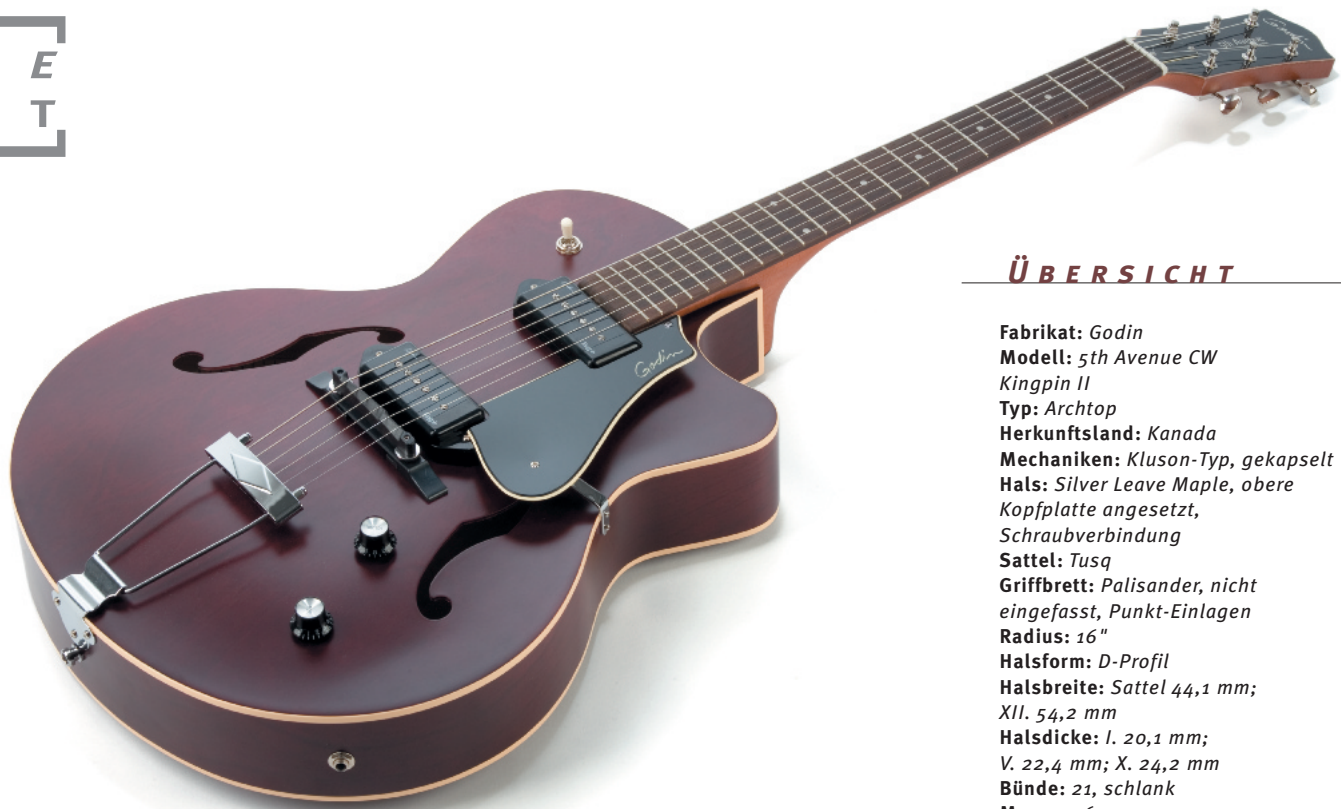 E
T
Godin
Godin
ÜBERSICHT
Fabrikat: Godin
Modell: 5th Avenue CW
Kingpin II
Typ: Archtop
Herkunftsland: Kanada
Mechaniken: Kluson-Typ, gekapselt
Hals: Silver Leave Maple, obere
Kopfplatte angesetzt,
Schraubverbindung
Sattel: Tusq
Griffbrett: Palisander, nicht
eingefasst, Punkt-Einlagen
Radius: 16"
Halsform: D-Profil
Halsbreite: Sattel 44,1 mm;
XII. 54,2 mm
Halsdicke: I. 20,1 mm;
V. 22,4 mm; X. 24,2 mm
Bünde: 21, schlank